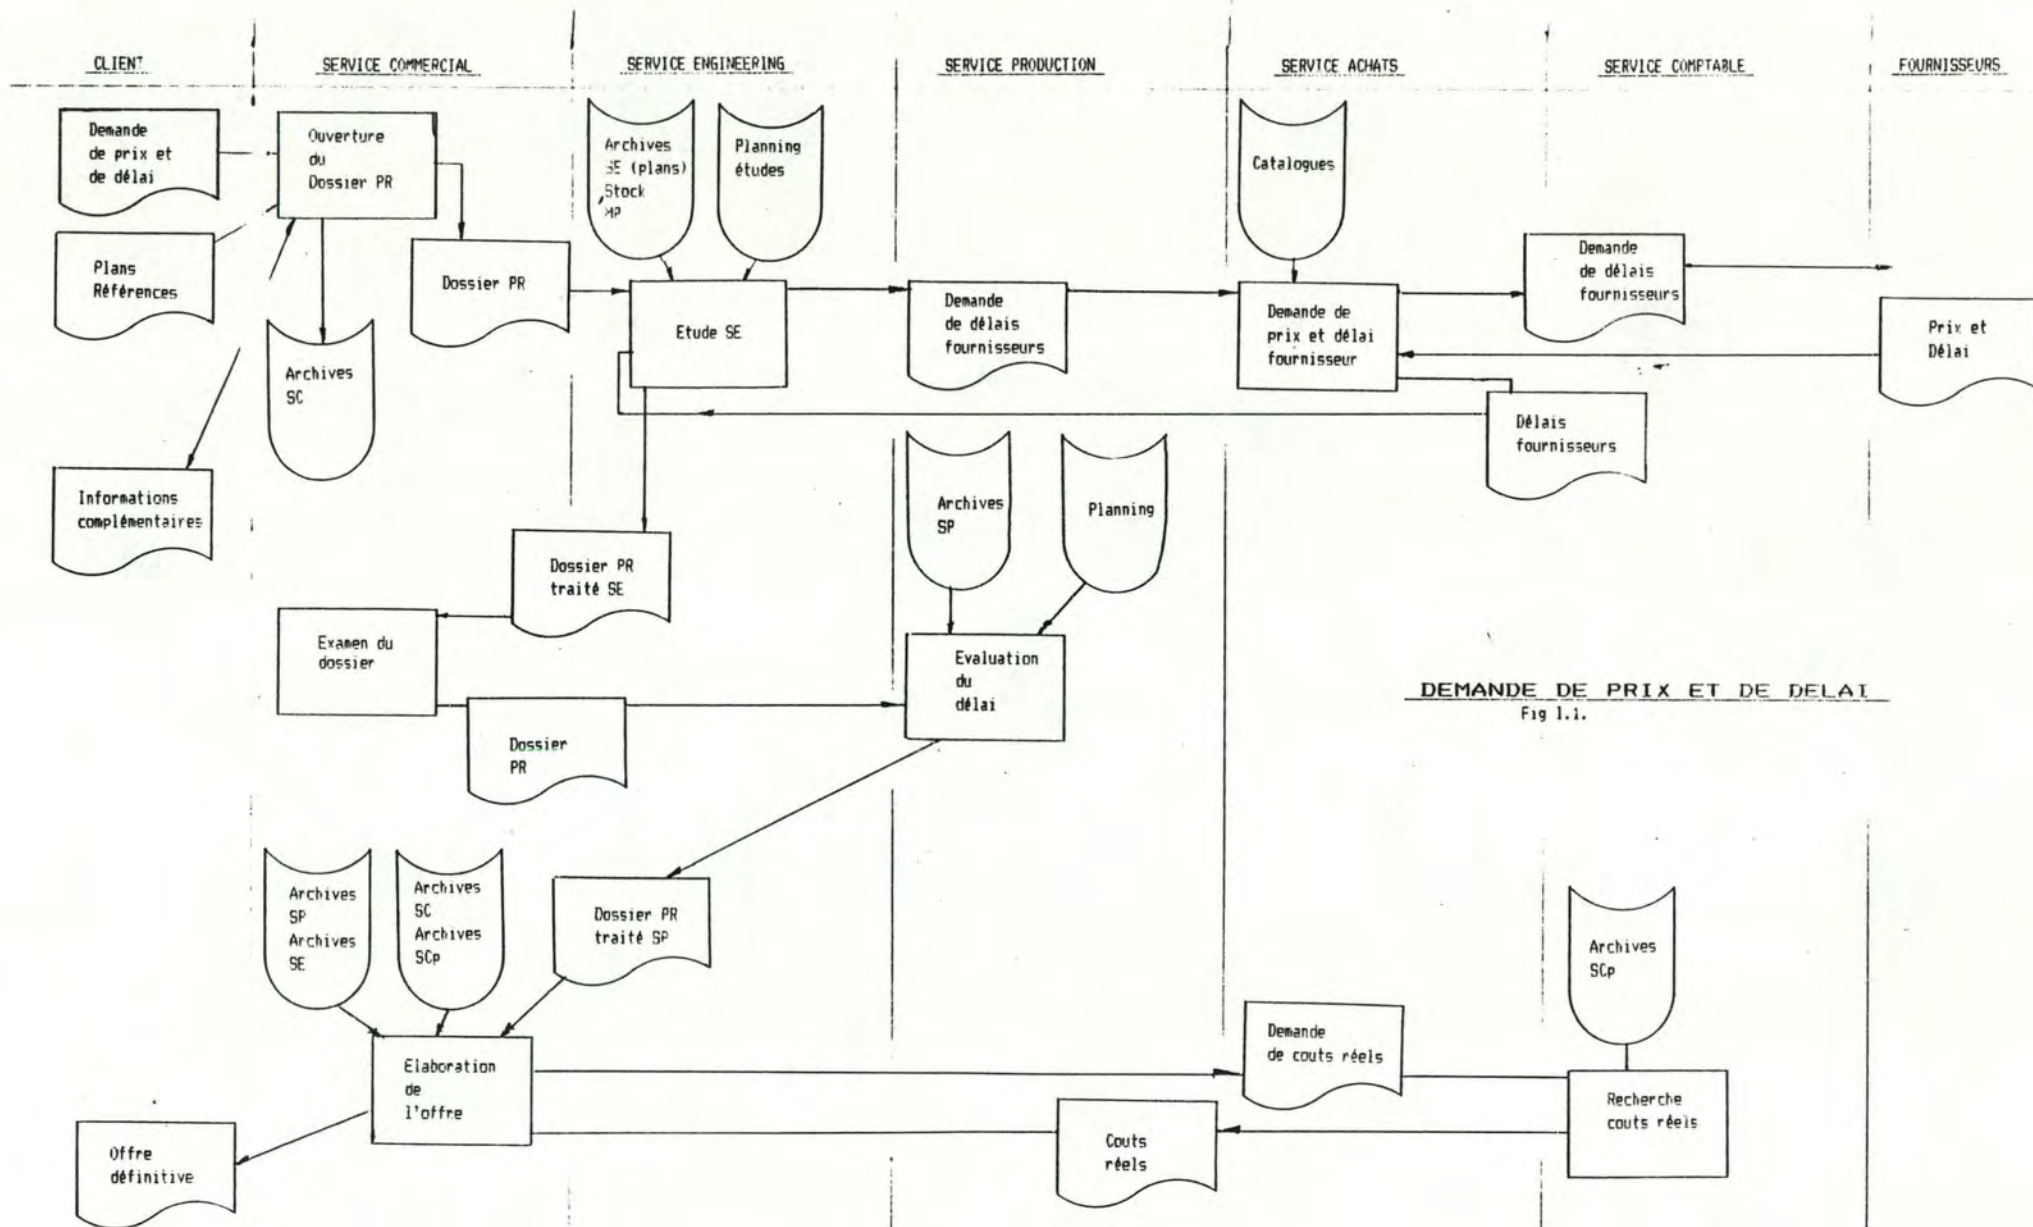 CLIENT
SERVICE COMMERCIAL
SERVICE ENGINEERING
SERVICE PRODUCTION
SERVICE ACHATS
SERVICE COMPTABLE
FOURNISSEURS
Demande
de prix et
de délai
Ouverture
du
Dossier PR
Archives
SE (plans)
Stock
MP
Planning
études
Catalogues
Plans
Références
Dossier PR
Etude SE
Demande
de délais
fournisseurs
Demande de
prix et délai
fournisseur
Demande
de délais
fournisseurs
Prix et
Délai
Archives
SC
Délais
fournisseurs
Informations
complémentaires
Archives
SP
Planning
Dossier PR
traité SE
Examen du
dossier
Evaluation
du
délai
Dossier
PR
DEMANDE DE PRIX ET DE DELAI
Fig 1.1.
Archives
SP
Archives
SE
Archives
SC
Archives
SCp
Dossier PR
traité SP
Archives
SCp
Elaboration
de
l'offre
Demande
de couts réels
Recherche
couts réels
Couts
réels
Offre
définitive